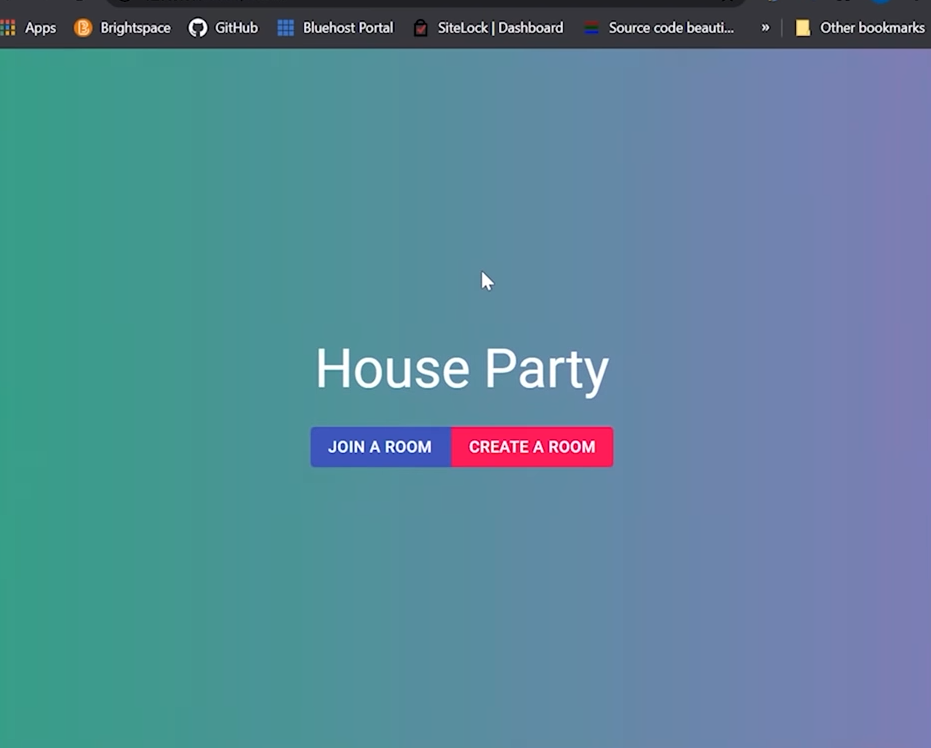 Apps Brightspace GitHub Bluehost Portal SiteLock | Dashboard Source code beauti... » Other bookmarks
House Party
JOIN A ROOM CREATE A ROOM